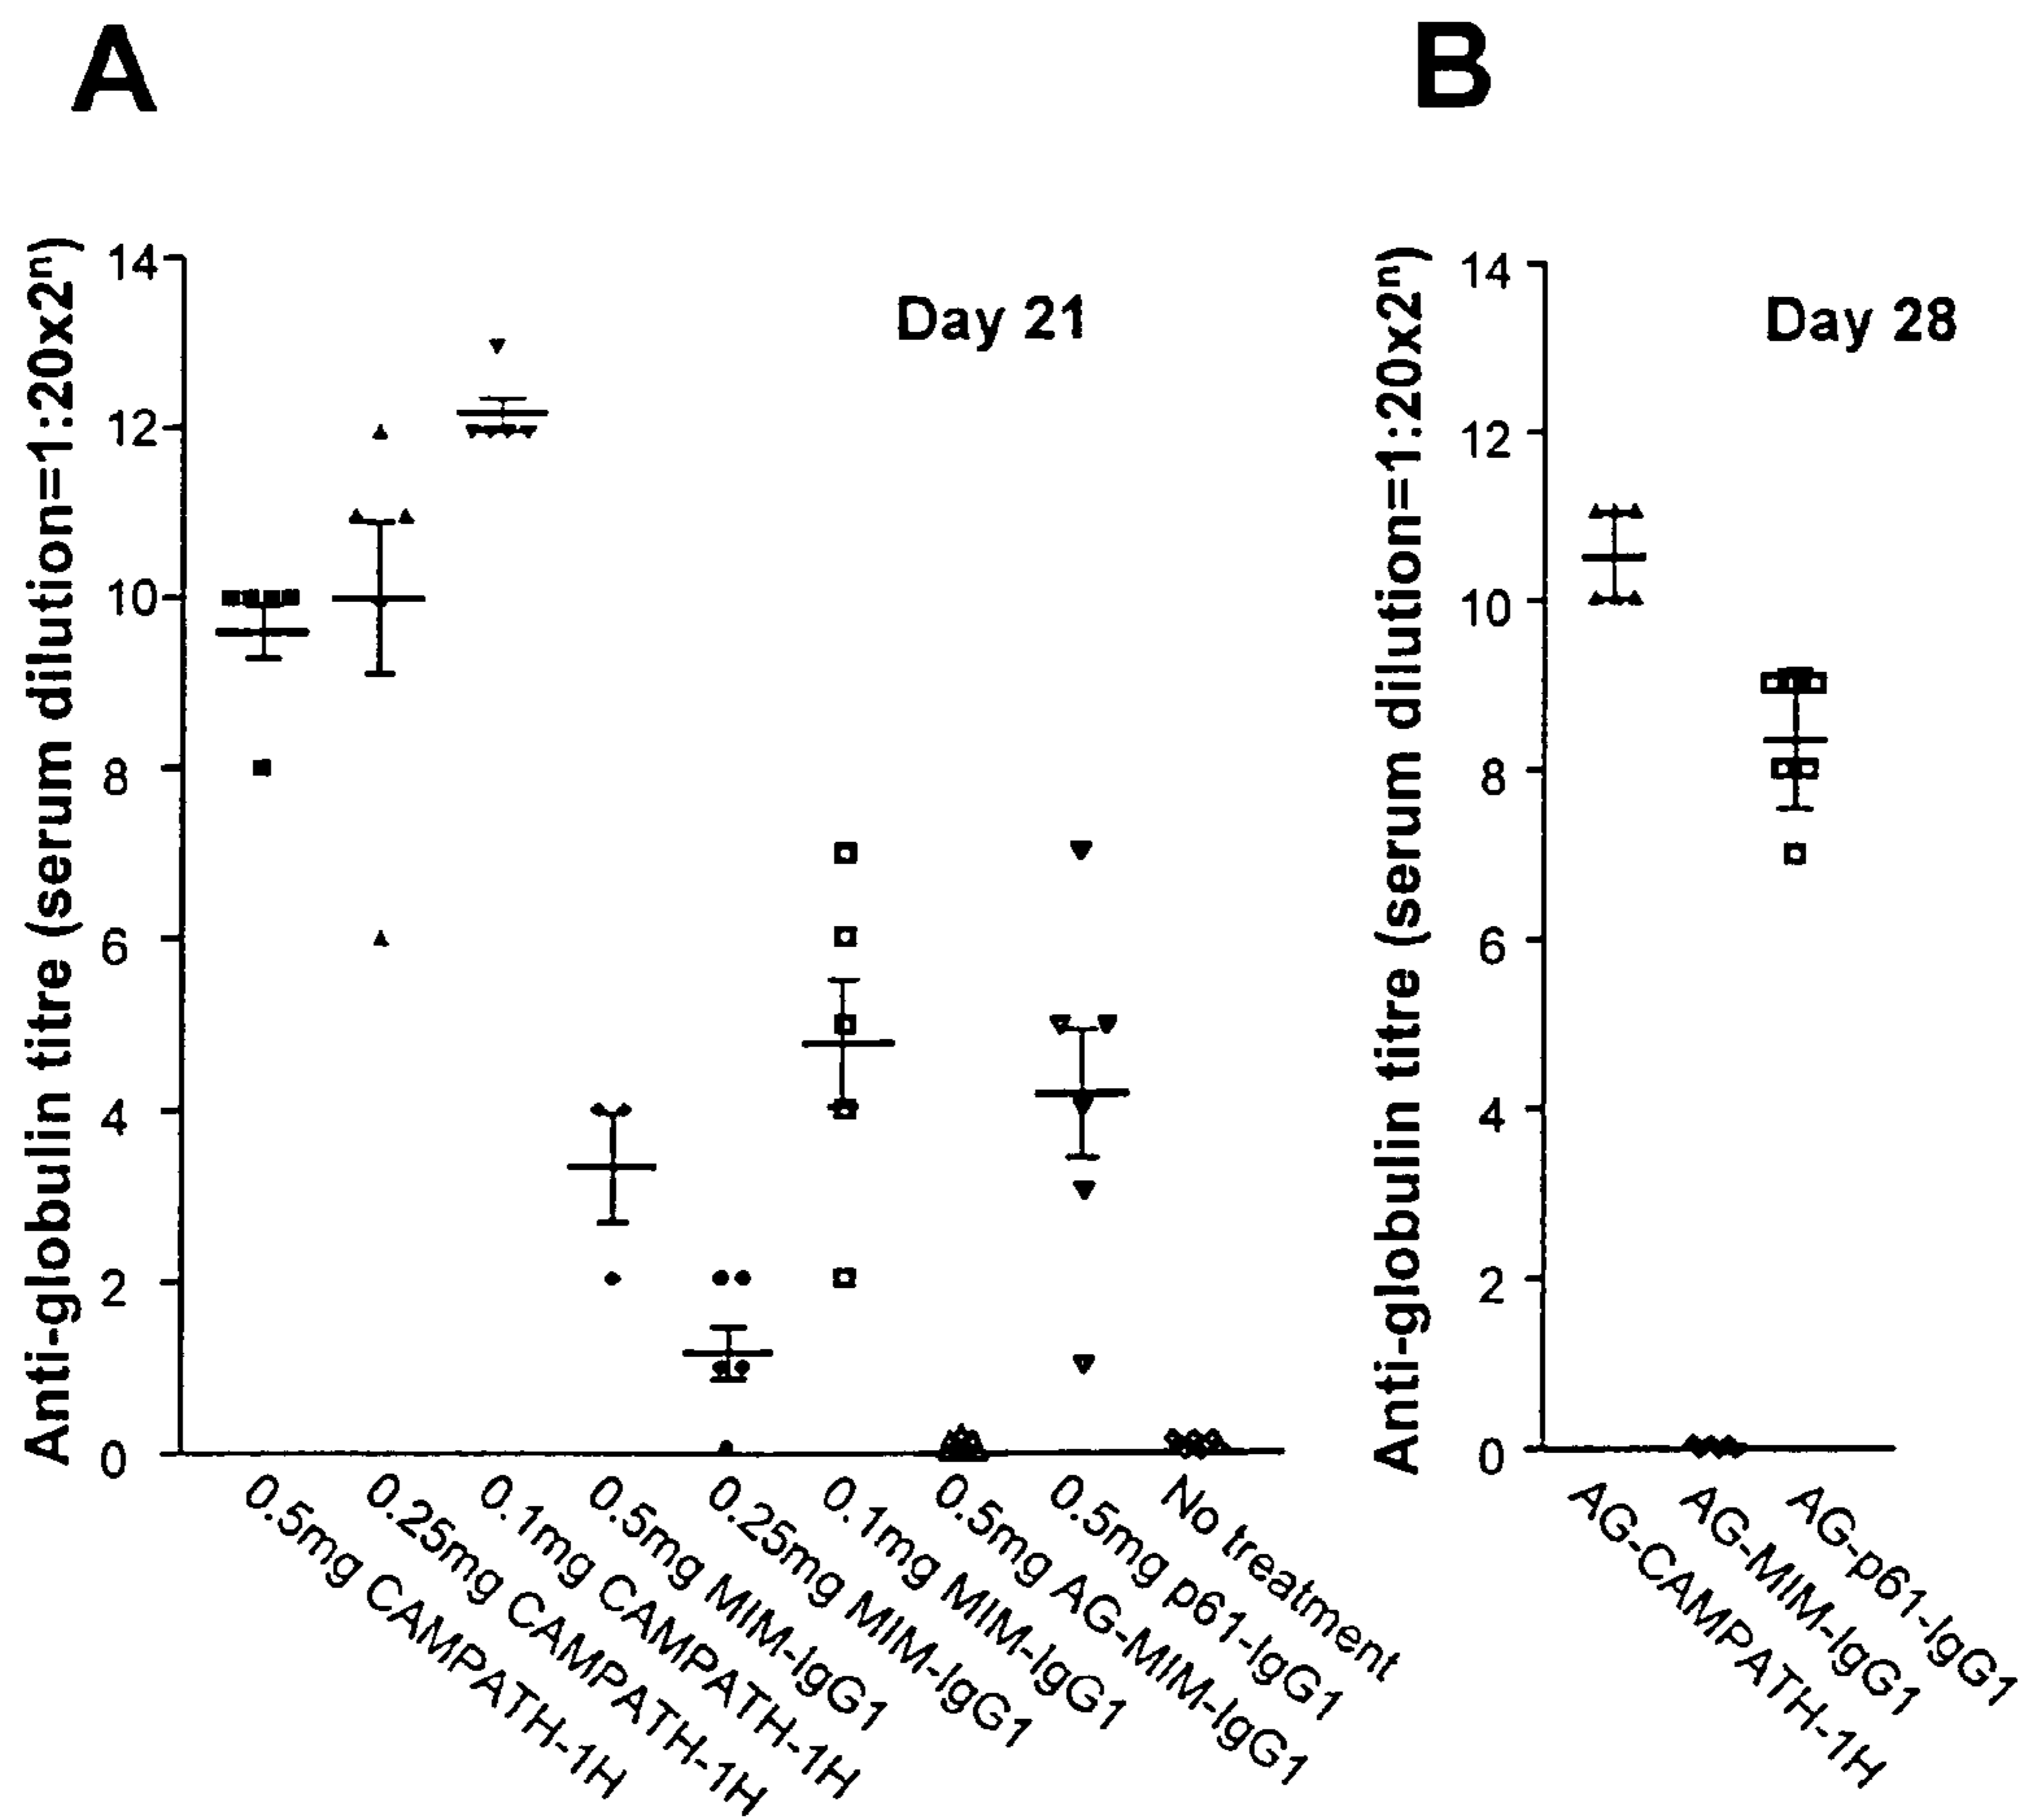 A
B
Anti-globulin titre (serum dilution=1:20x2ⁿ)
14
12
10
8
6
4
2
0
Day 21
0.5mg CAMPATH-1H
0.25mg CAMPATH-1H
0.1mg CAMPATH-1H
0.5mg MIM-IgG1
0.25mg MIM-IgG1
0.1mg MIM-IgG1
0.5mg AG-MIM-IgG1
0.5mg p61-IgG1
No treatment
Anti-globulin titre (serum dilution=1:20x2ⁿ)
14
12
10
8
6
4
2
0
Day 28
AG-CAMPATH-1H
AG-MIM-IgG1
AG-p61-IgG1